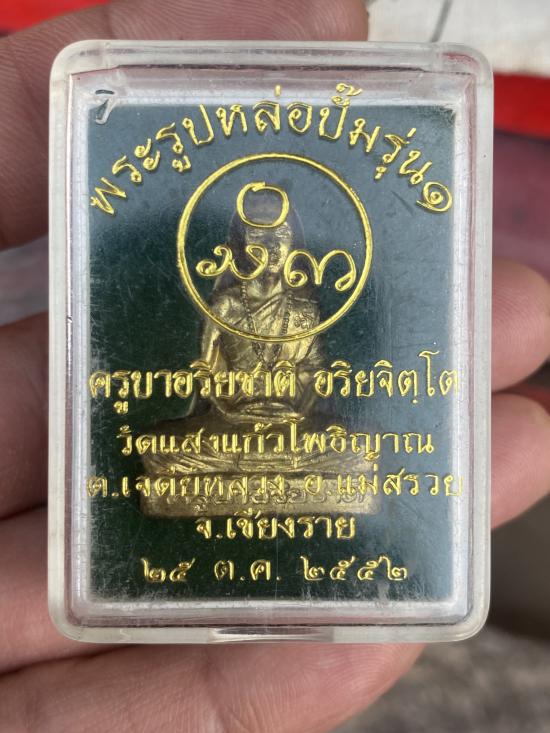 พระรูปหล่อปั๊มรุ่น๑
ครูบาอริยชาติ อริยจิตฺโต
วัดแสงแก้วโพธิญาณ
ต.เจดีย์หลวง อ.แม่สรวย
จ.เชียงราย
๒๕ ต.ค. ๒๕๕๒